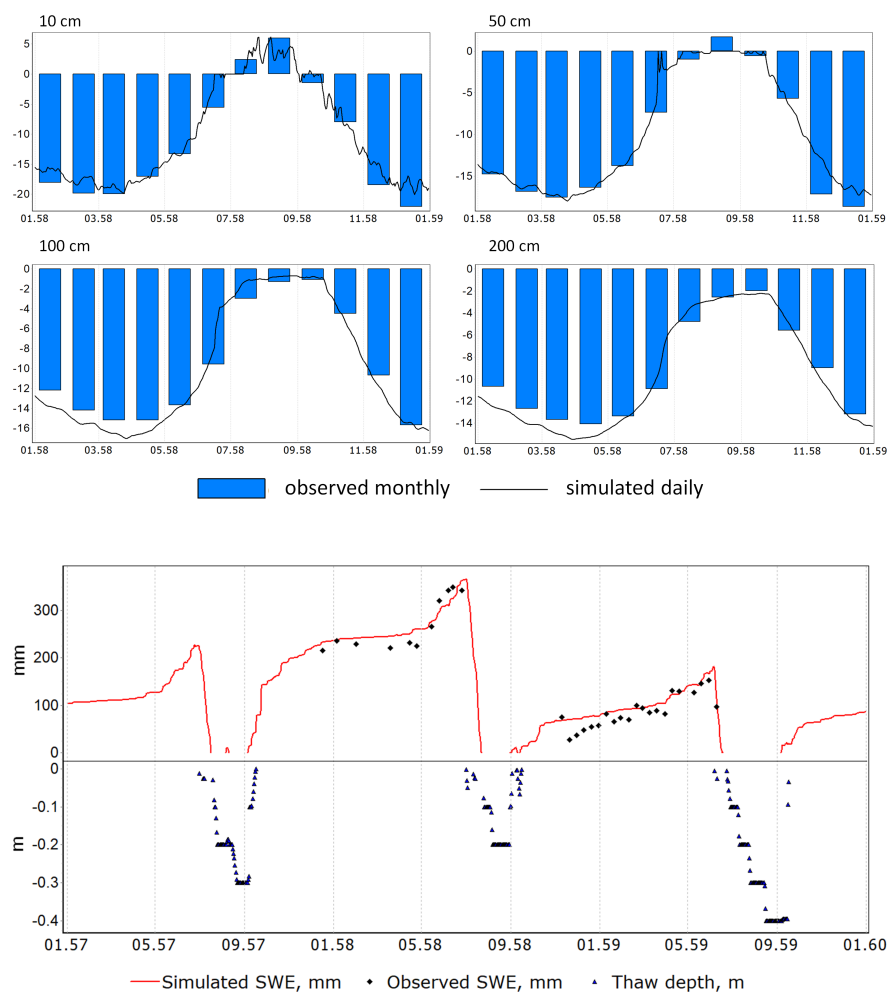 10 cm
50 cm
5
0
-5
-10
-15
-20
01.58 03.58 05.58 07.58 09.58 11.58 01.59
0
-5
-10
-15
01.58 03.58 05.58 07.58 09.58 11.58 01.59
100 cm
200 cm
0
-2
-4
-6
-8
-10
-12
-14
-16
01.58 03.58 05.58 07.58 09.58 11.58 01.59
0
-2
-4
-6
-8
-10
-12
-14
01.58 03.58 05.58 07.58 09.58 11.58 01.59
observed monthly simulated daily
mm
300
200
100
0
m
0
-0.1
-0.2
-0.3
-0.4
01.57 05.57 09.57 01.58 05.58 09.58 01.59 05.59 09.59 01.60
Simulated SWE, mm Observed SWE, mm Thaw depth, m